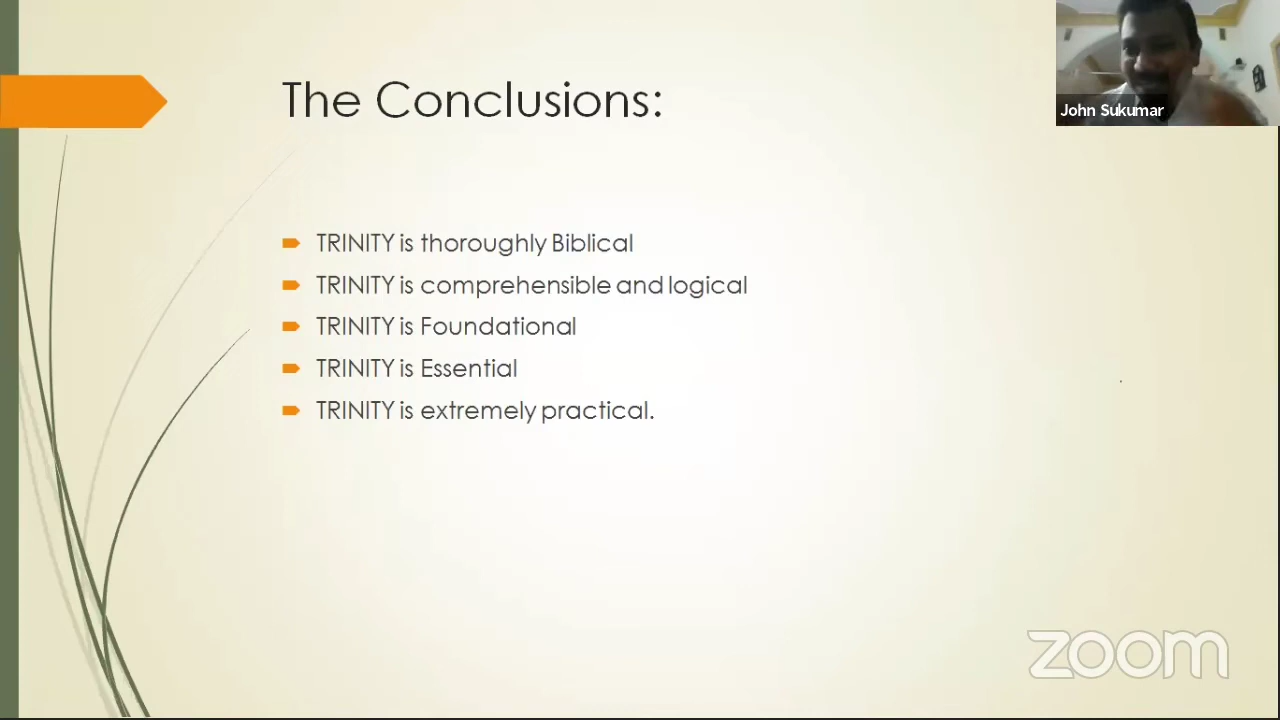 The Conclusions:
John Sukumar
TRINITY is thoroughly Biblical
TRINITY is comprehensible and logical
TRINITY is Foundational
TRINITY is Essential
TRINITY is extremely practical.
zoom